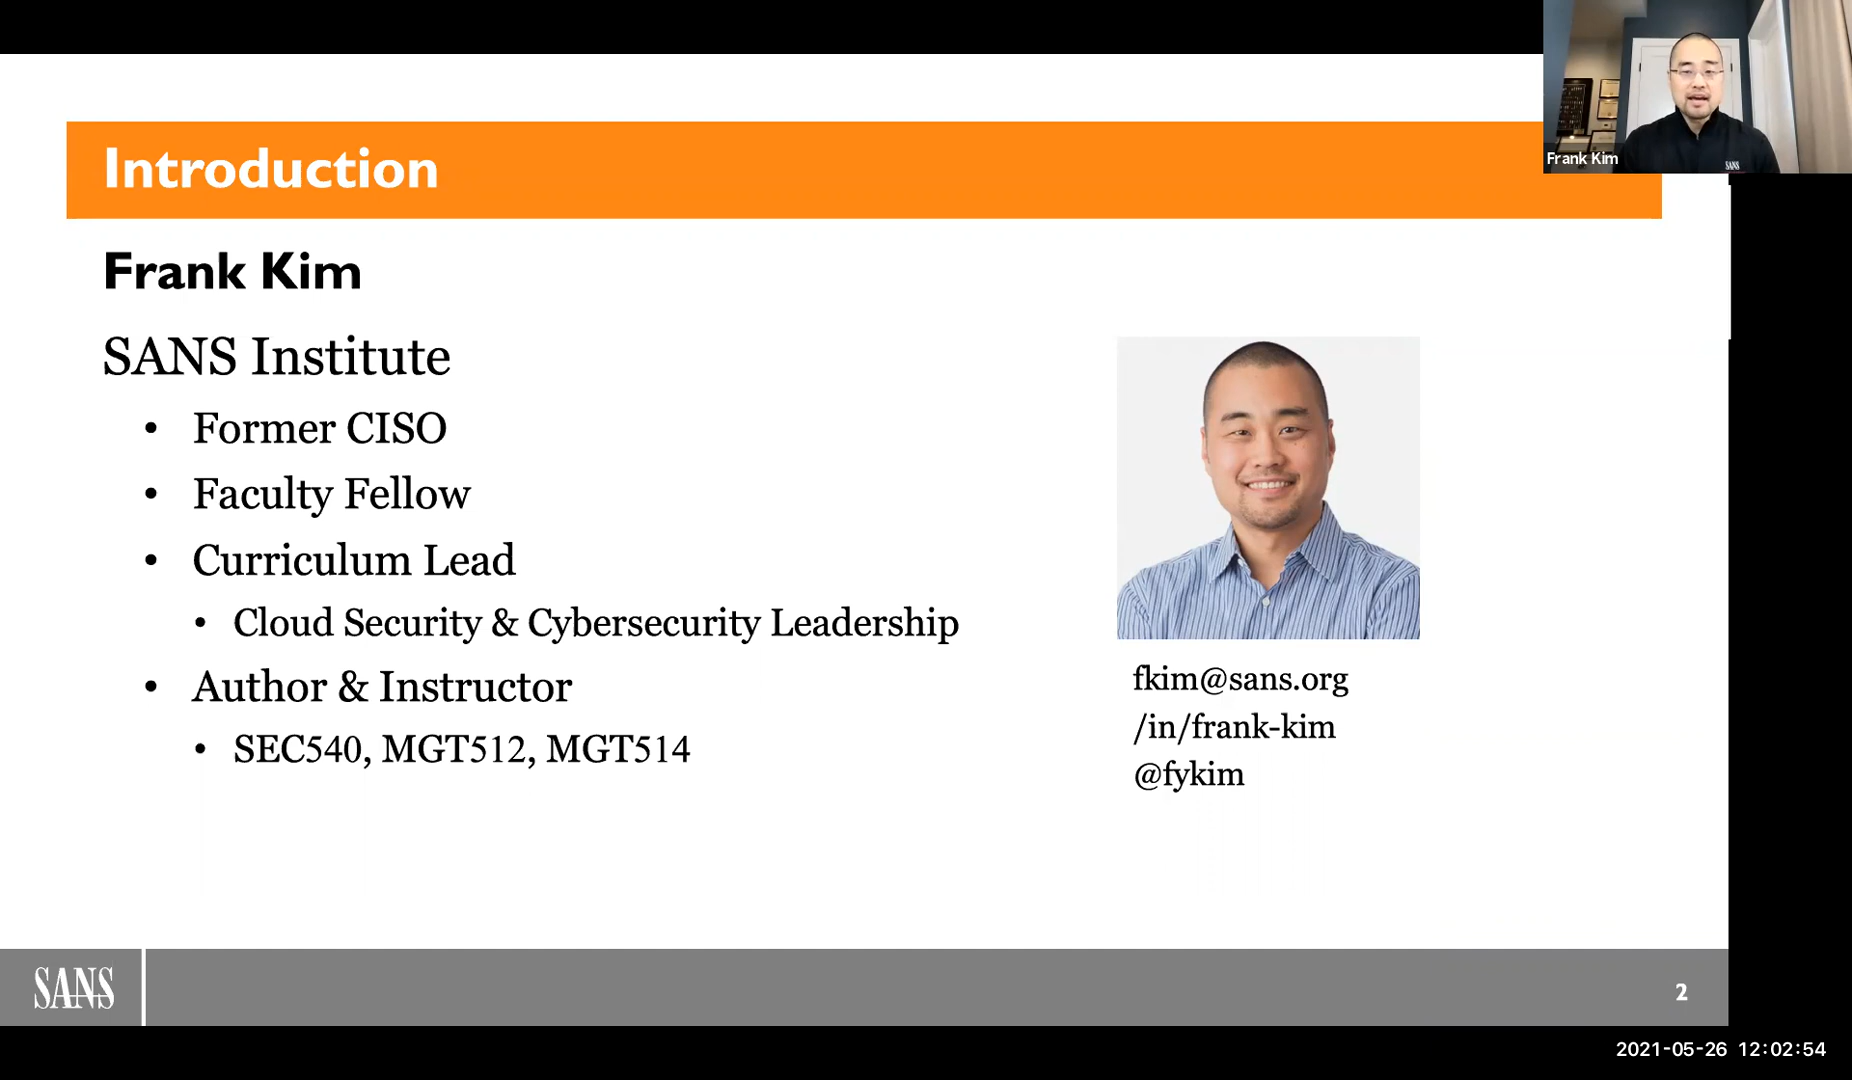 Introduction
Frank Kim
SANS
Frank Kim
SANS Institute
• Former CISO
• Faculty Fellow
• Curriculum Lead
• Cloud Security & Cybersecurity Leadership
• Author & Instructor
• SEC540, MGT512, MGT514
fkim@sans.org
/in/frank-kim
@fykim
SANS
2
2021-05-26 12:02:54